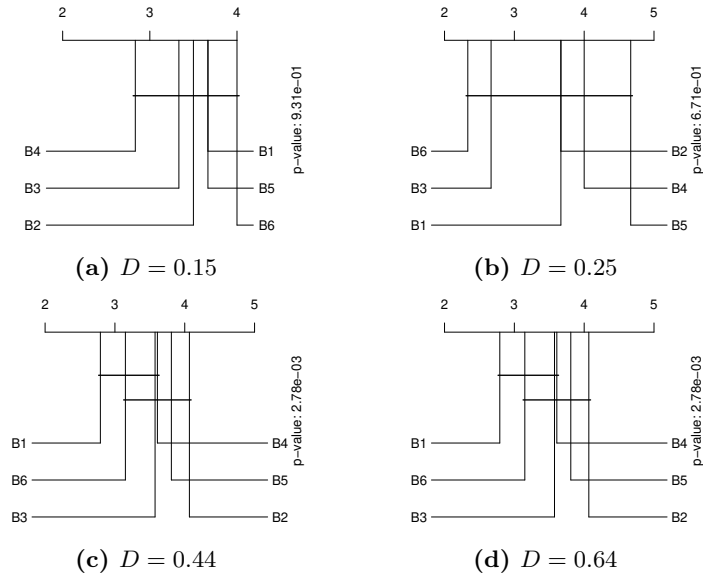 2 3 4
B4
B3
B2
B1
B5
B6
p-value: 9.31e-01
(a) D = 0.15
2 3 4 5
B6
B3
B1
B2
B4
B5
p-value: 6.71e-01
(b) D = 0.25
2 3 4 5
B1
B6
B3
B4
B5
B2
p-value: 2.78e-03
(c) D = 0.44
2 3 4 5
B1
B6
B3
B4
B5
B2
p-value: 2.78e-03
(d) D = 0.64